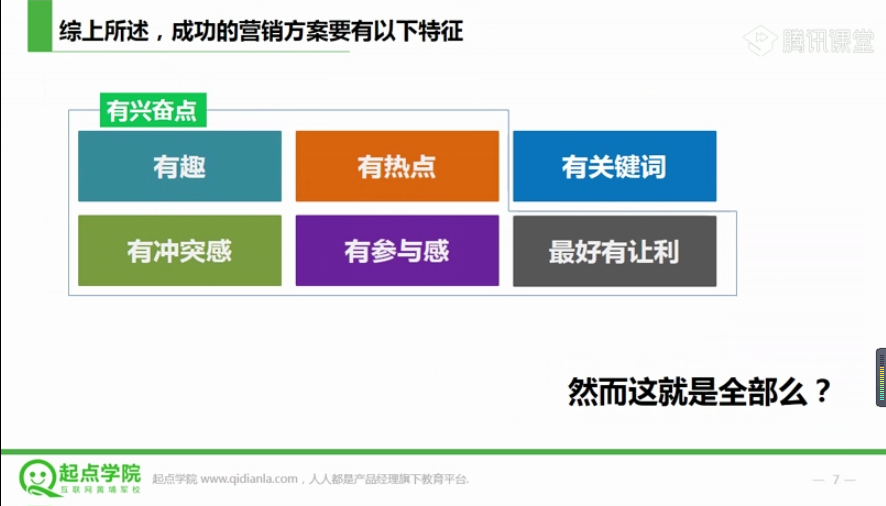 综上所述，成功的营销方案要有以下特征
腾讯课堂
有兴奋点
有趣
有热点
有关键词
有冲突感
有参与感
最好有让利
然而这就是全部么？
起点学院
互联网黄埔军校
起点学院 www.qidianla.com，人人都是产品经理旗下教育平台.
— 7 —